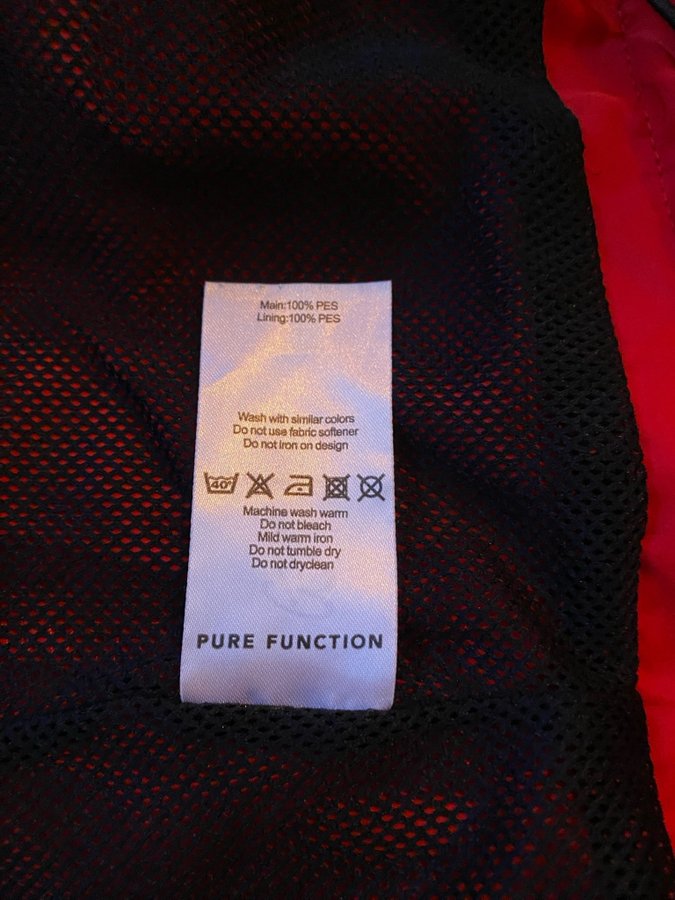 Main:100% PES
Lining:100% PES
Wash with similar colors
Do not use fabric softener
Do not iron on design
40°
Machine wash warm
Do not bleach
Mild warm iron
Do not tumble dry
Do not dryclean
PURE FUNCTION